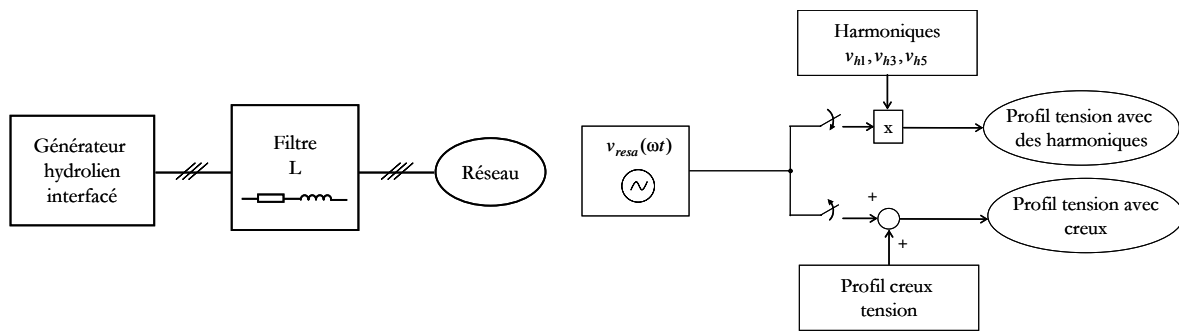 Générateur
hydrolien
interfacé
Filtre
L
Réseau
v_resa(ωt)
Harmoniques
v_h1, v_h3, v_h5
x
Profil tension avec
des harmoniques
+
+
Profil tension avec
creux
Profil creux
tension